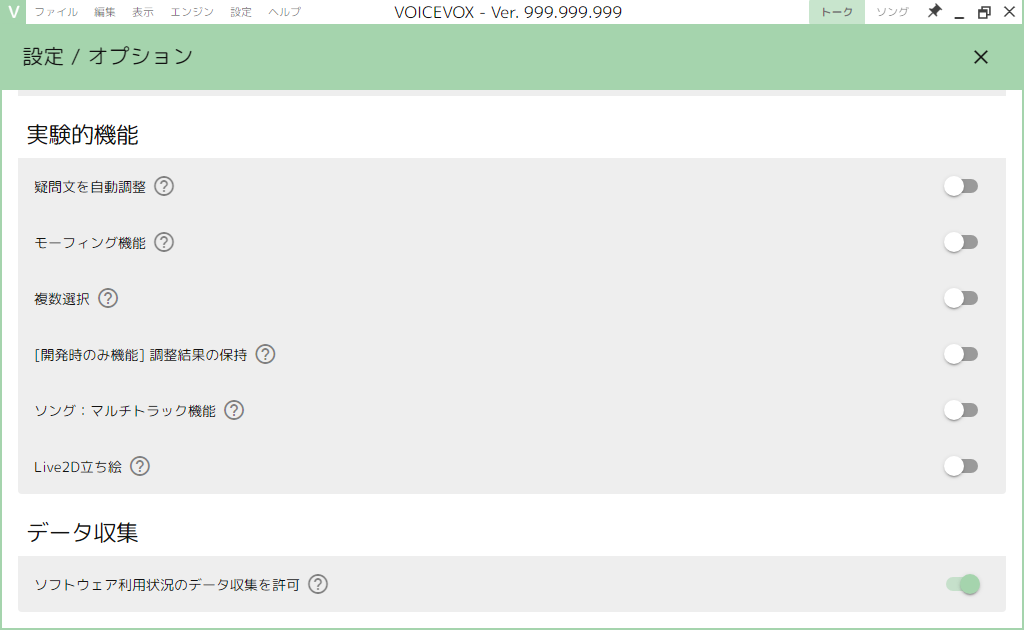 V ファイル 編集 表示 エンジン 設定 ヘルプ VOICEVOX - Ver. 999.999.999 トーク ソング
設定 / オプション
実験的機能
疑問文を自動調整 ?
モーフィング機能 ?
複数選択 ?
[開発時のみ機能] 調整結果の保持 ?
ソング：マルチトラック機能 ?
Live2D立ち絵 ?
データ収集
ソフトウェア利用状況のデータ収集を許可 ?